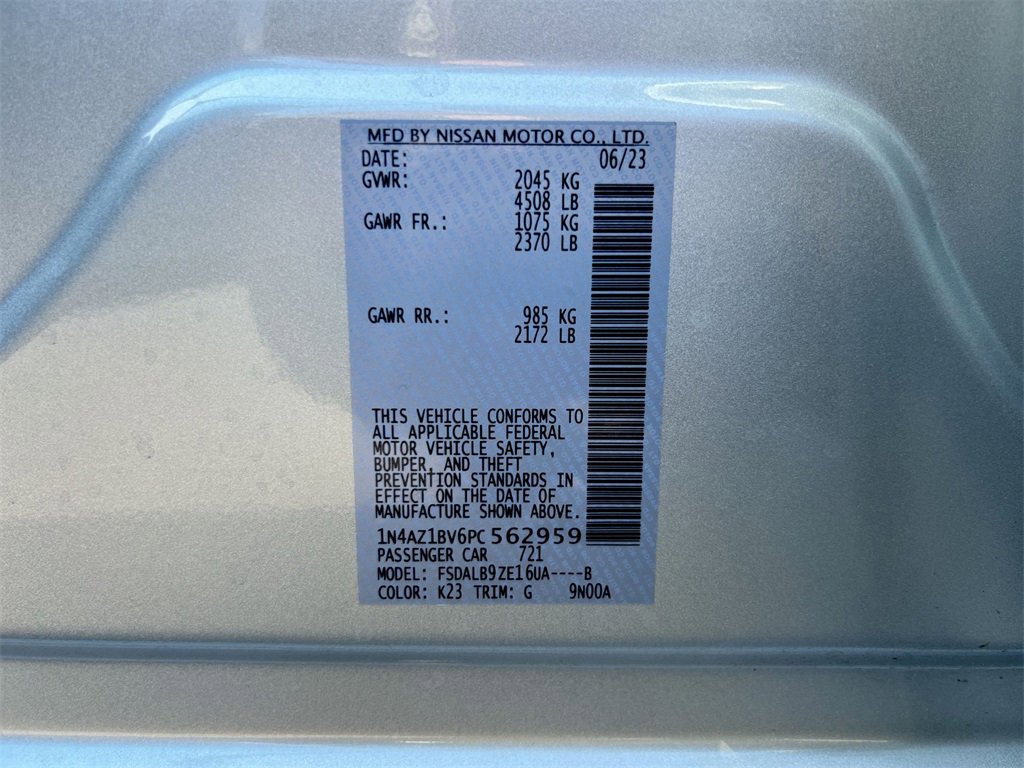 MFD BY NISSAN MOTOR CO., LTD.
DATE: 06/23
GVWR: 2045 KG
4508 LB
GAWR FR.: 1075 KG
2370 LB
GAWR RR.: 985 KG
2172 LB
THIS VEHICLE CONFORMS TO
ALL APPLICABLE FEDERAL
MOTOR VEHICLE SAFETY,
BUMPER, AND THEFT
PREVENTION STANDARDS IN
EFFECT ON THE DATE OF
MANUFACTURE SHOWN ABOVE.
1N4AZ1BV6PC562959
PASSENGER CAR 721
MODEL: FSDALB9ZE16UA----B
COLOR: K23 TRIM: G 9N00A